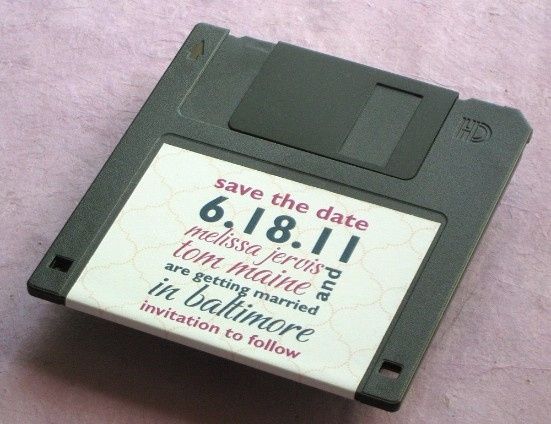 HD
save the date
6.18.11
melissa jervis
and
tom maine
are getting married
in baltimore
invitation to follow